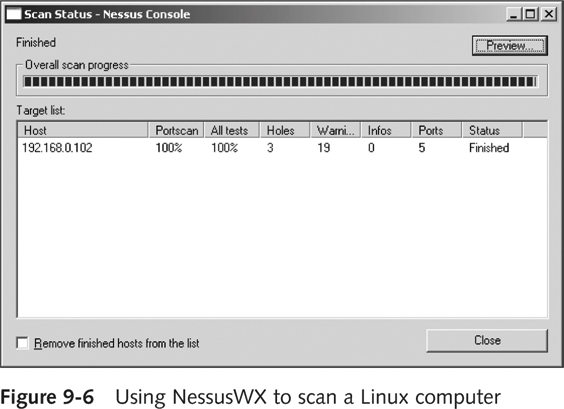 Scan Status - Nessus Console
Finished
Preview...
Overall scan progress
Target list:
Host Portscan All tests Holes Warni... Infos Ports Status
192.168.0.102 100% 100% 3 19 0 5 Finished
Remove finished hosts from the list
Close
Figure 9-6 Using NessusWX to scan a Linux computer